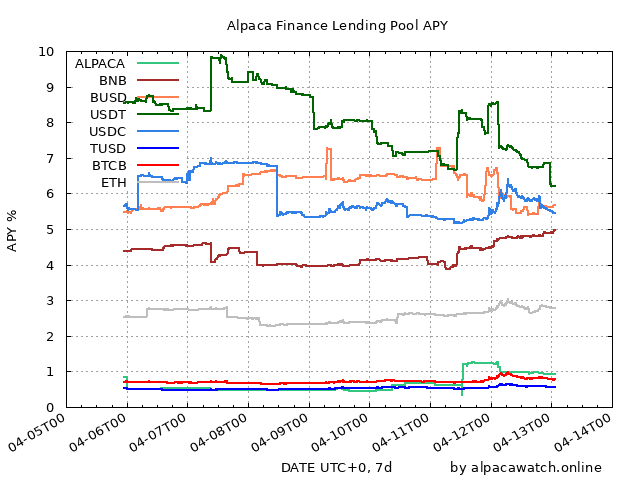 Alpaca Finance Lending Pool APY
APY %
10
9
8
7
6
5
4
3
2
1
0
ALPACA
BNB
BUSD
USDT
USDC
TUSD
BTCB
ETH
04-05T00
04-06T00
04-07T00
04-08T00
04-09T00
04-10T00
04-11T00
04-12T00
04-13T00
04-14T00
DATE UTC+0, 7d
by alpacawatch.online